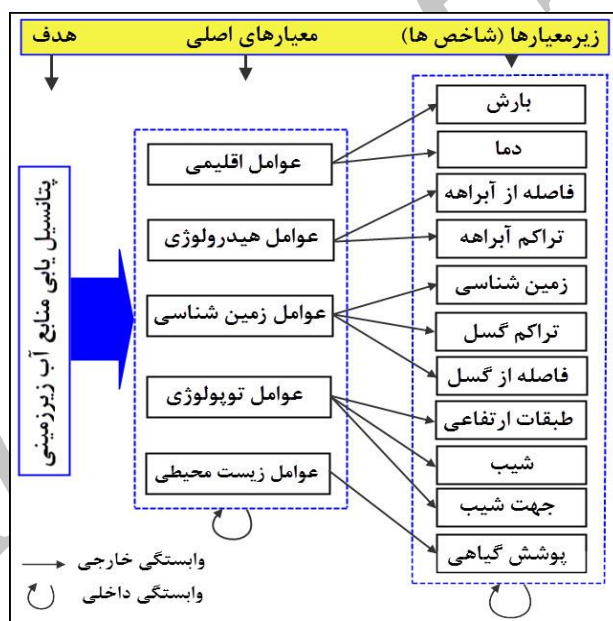 زیرمعیارها (شاخص ها)
معیارهای اصلی
هدف
بارش
دما
فاصله از آبراهه
تراکم آبراهه
زمین شناسی
تراکم گسل
فاصله از گسل
طبقات ارتفاعی
شیب
جهت شیب
پوشش گیاهی
عوامل اقلیمی
عوامل هیدرولوژی
عوامل زمین شناسی
عوامل توپولوژی
عوامل زیست محیطی
پتانسیل یابی منابع آب زیرزمینی
وابستگی خارجی
وابستگی داخلی